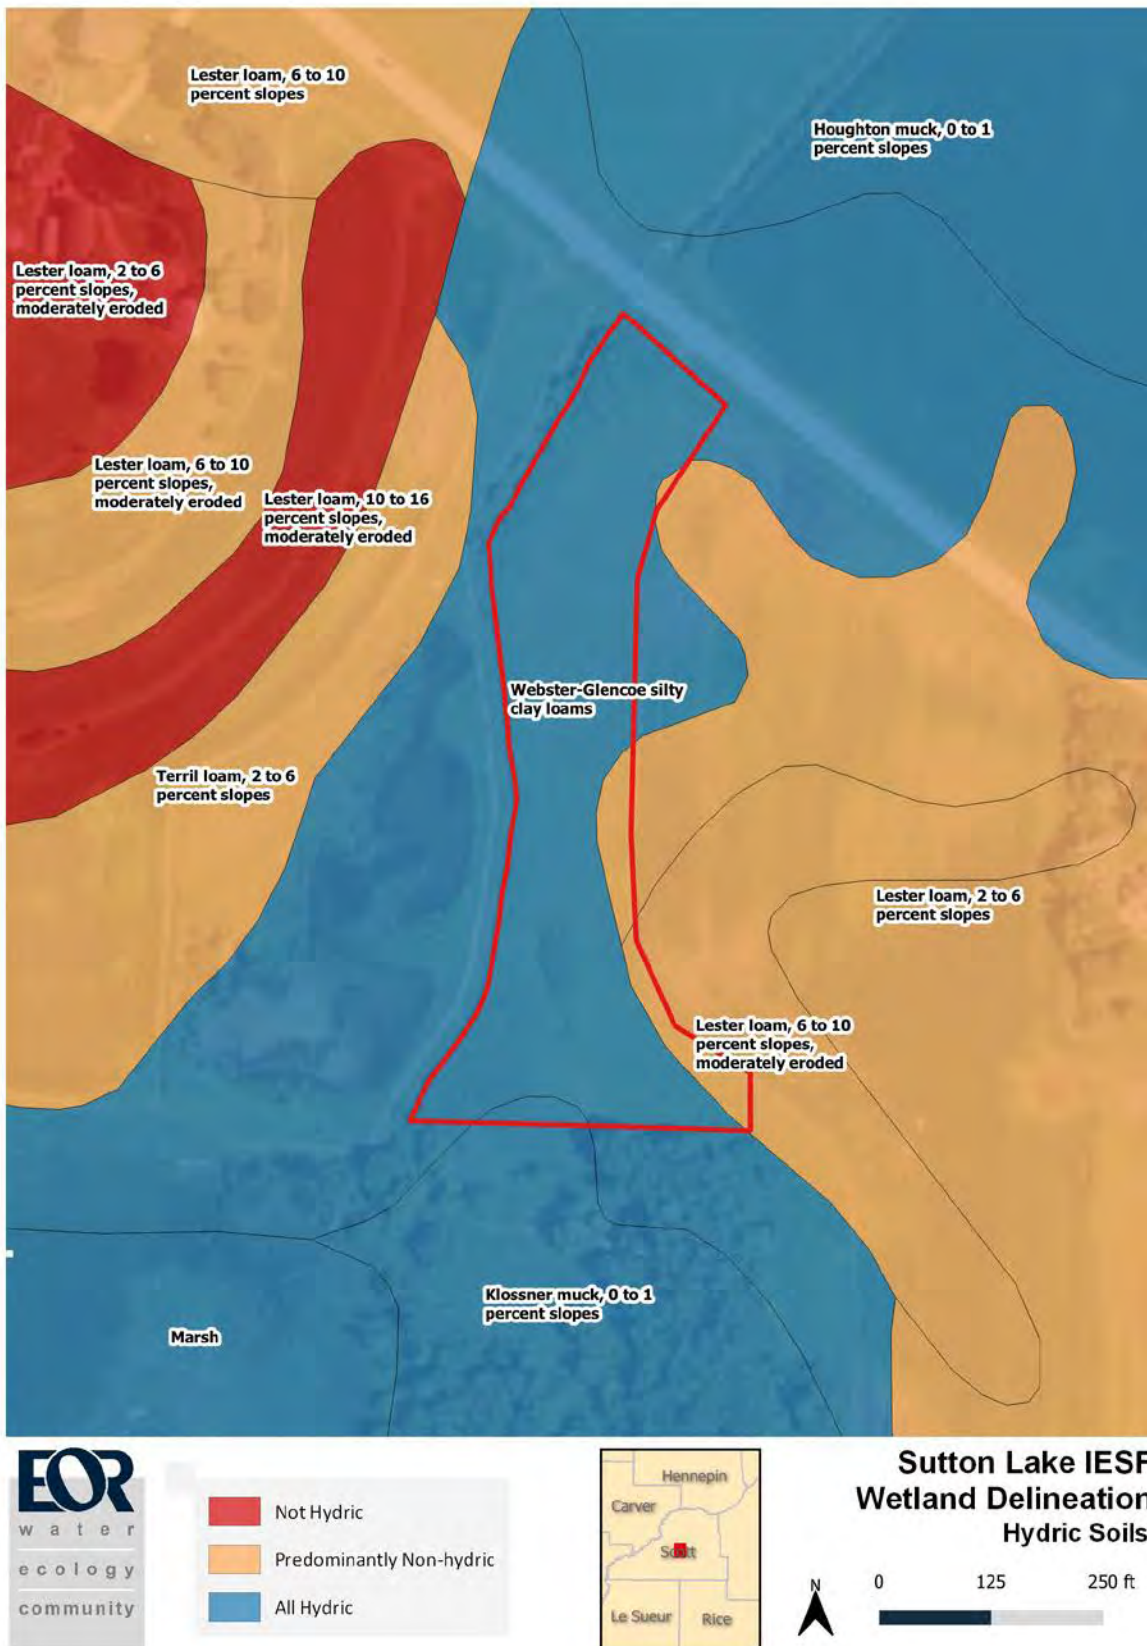 Lester loam, 6 to 10
percent slopes
Houghton muck, 0 to 1
percent slopes
Lester loam, 2 to 6
percent slopes,
moderately eroded
Lester loam, 6 to 10
percent slopes,
moderately eroded
Lester loam, 10 to 16
percent slopes,
moderately eroded
Webster-Glencoe silty
clay loams
Terril loam, 2 to 6
percent slopes
Lester loam, 2 to 6
percent slopes
Lester loam, 6 to 10
percent slopes,
moderately eroded
Klossner muck, 0 to 1
percent slopes
Marsh
EOR
water
ecology
community
Not Hydric
Predominantly Non-hydric
All Hydric
Hennepin
Carver
Scott
Le Sueur
Rice
Sutton Lake IESF
Wetland Delineation
Hydric Soils
N
0 125 250 ft